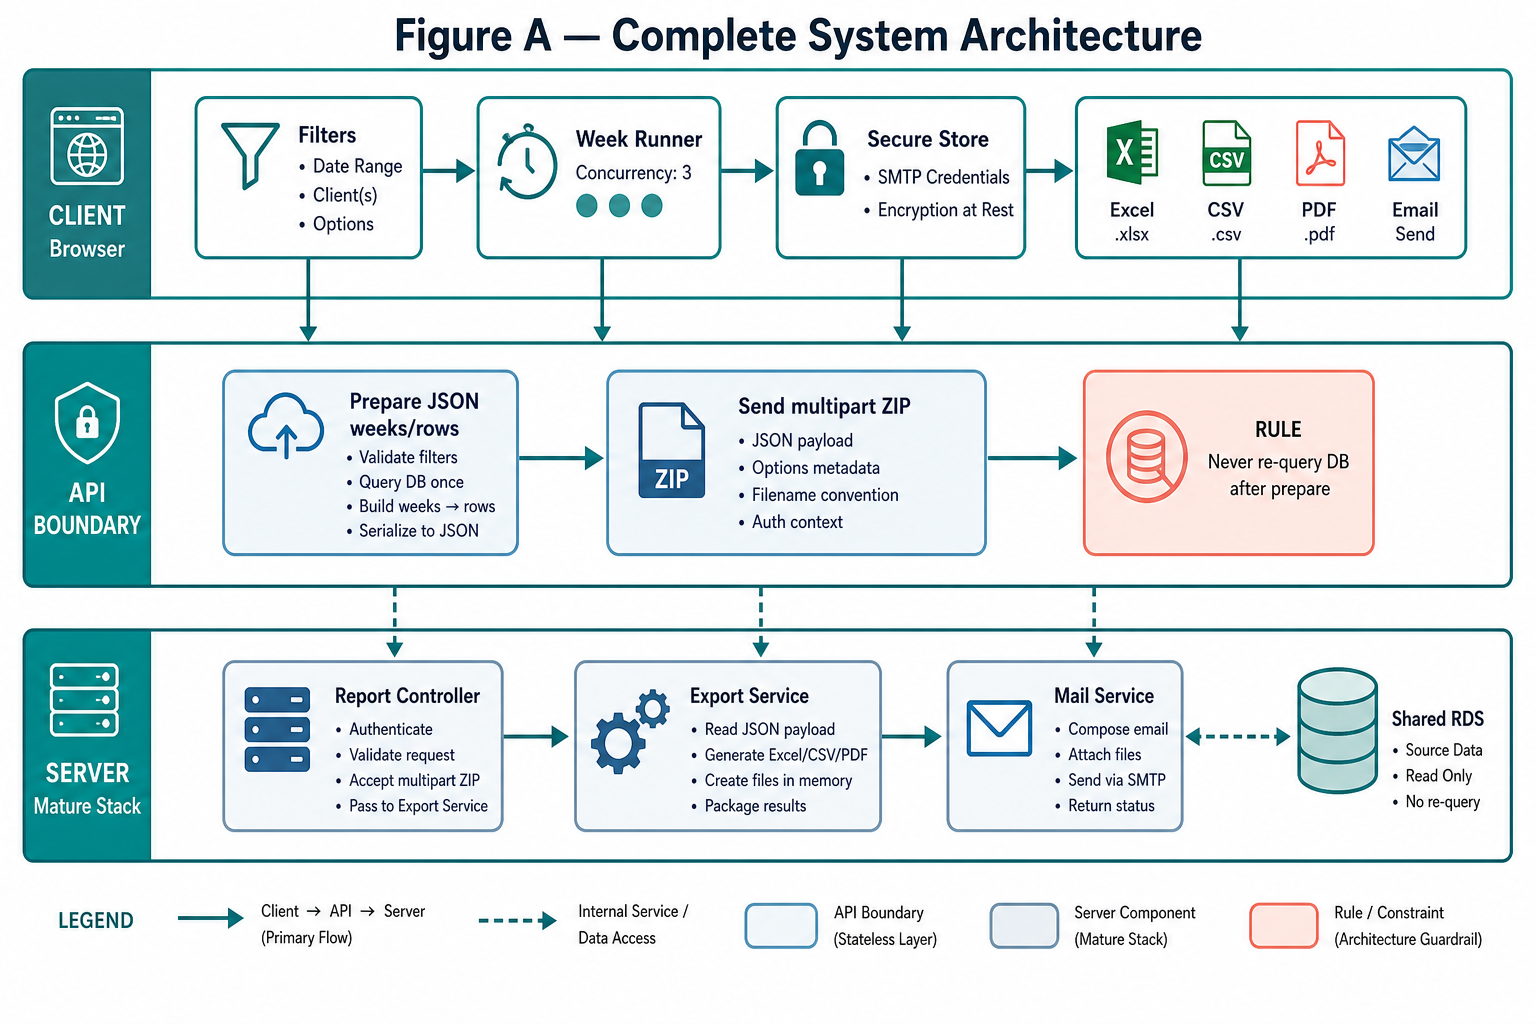 Figure A — Complete System Architecture
CLIENT
Browser
Filters
• Date Range
• Client(s)
• Options
Week Runner
Concurrency: 3
Secure Store
• SMTP Credentials
• Encryption at Rest
X
Excel
.xlsx
CSV
CSV
.csv
PDF
.pdf
Email
Send
API
BOUNDARY
Prepare JSON
weeks/rows
• Validate filters
• Query DB once
• Build weeks → rows
• Serialize to JSON
ZIP
Send multipart ZIP
• JSON payload
• Options metadata
• Filename convention
• Auth context
RULE
Never re-query DB
after prepare
SERVER
Mature Stack
Report Controller
• Authenticate
• Validate request
• Accept multipart ZIP
• Pass to Export Service
Export Service
• Read JSON payload
• Generate Excel/CSV/PDF
• Create files in memory
• Package results
Mail Service
• Compose email
• Attach files
• Send via SMTP
• Return status
Shared RDS
• Source Data
• Read Only
• No re-query
LEGEND
Client → API → Server
(Primary Flow)
Internal Service /
Data Access
API Boundary
(Stateless Layer)
Server Component
(Mature Stack)
Rule / Constraint
(Architecture Guardrail)